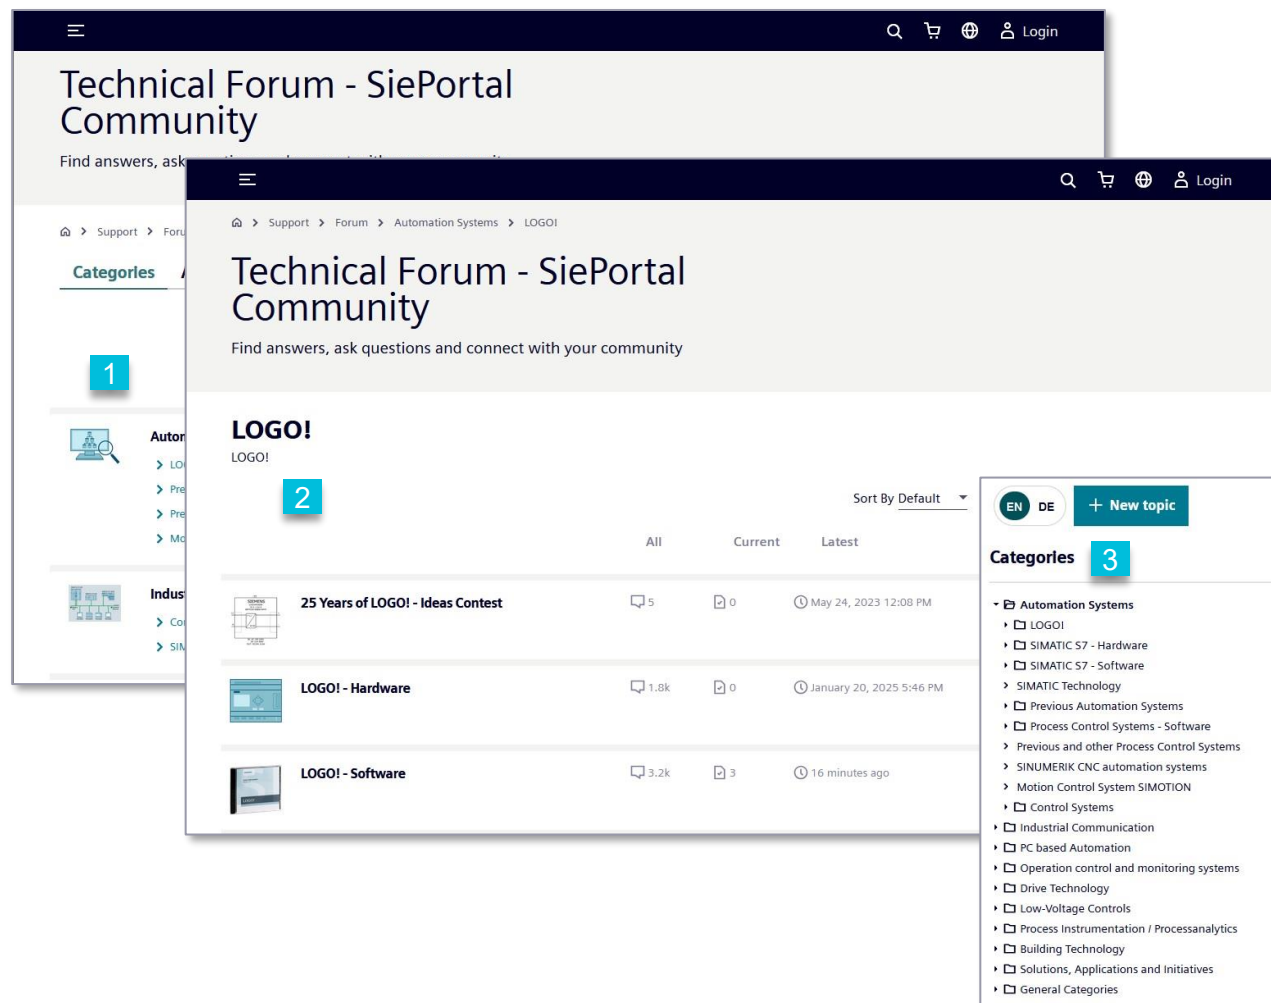 Login
Technical Forum - SiePortal
Community
Find answers, ask
Support
Categories
1
LO
Pre
Pre
Mo
SIM
Login
Support > Forum > Automation Systems > LOGO!
Technical Forum - SiePortal
Community
Find answers, ask questions and connect with your community
LOGO!
LOGO!
2
Sort By Default
All Current Latest
25 Years of LOGO! - Ideas Contest 5 0 May 24, 2023 12:08 PM
LOGO! - Hardware 1.8k 0 January 20, 2025 5:46 PM
LOGO! - Software 3.2k 3 16 minutes ago
EN DE + New topic
Categories 3
Automation Systems
LOGO!
SIMATIC S7 - Hardware
SIMATIC S7 - Software
SIMATIC Technology
Previous Automation Systems
Process Control Systems - Software
Previous and other Process Control Systems
SINUMERIK CNC automation systems
Motion Control System SIMOTION
Control Systems
Industrial Communication
PC based Automation
Operation control and monitoring systems
Drive Technology
Low-Voltage Controls
Process Instrumentation / Processanalytics
Building Technology
Solutions, Applications and Initiatives
General Categories